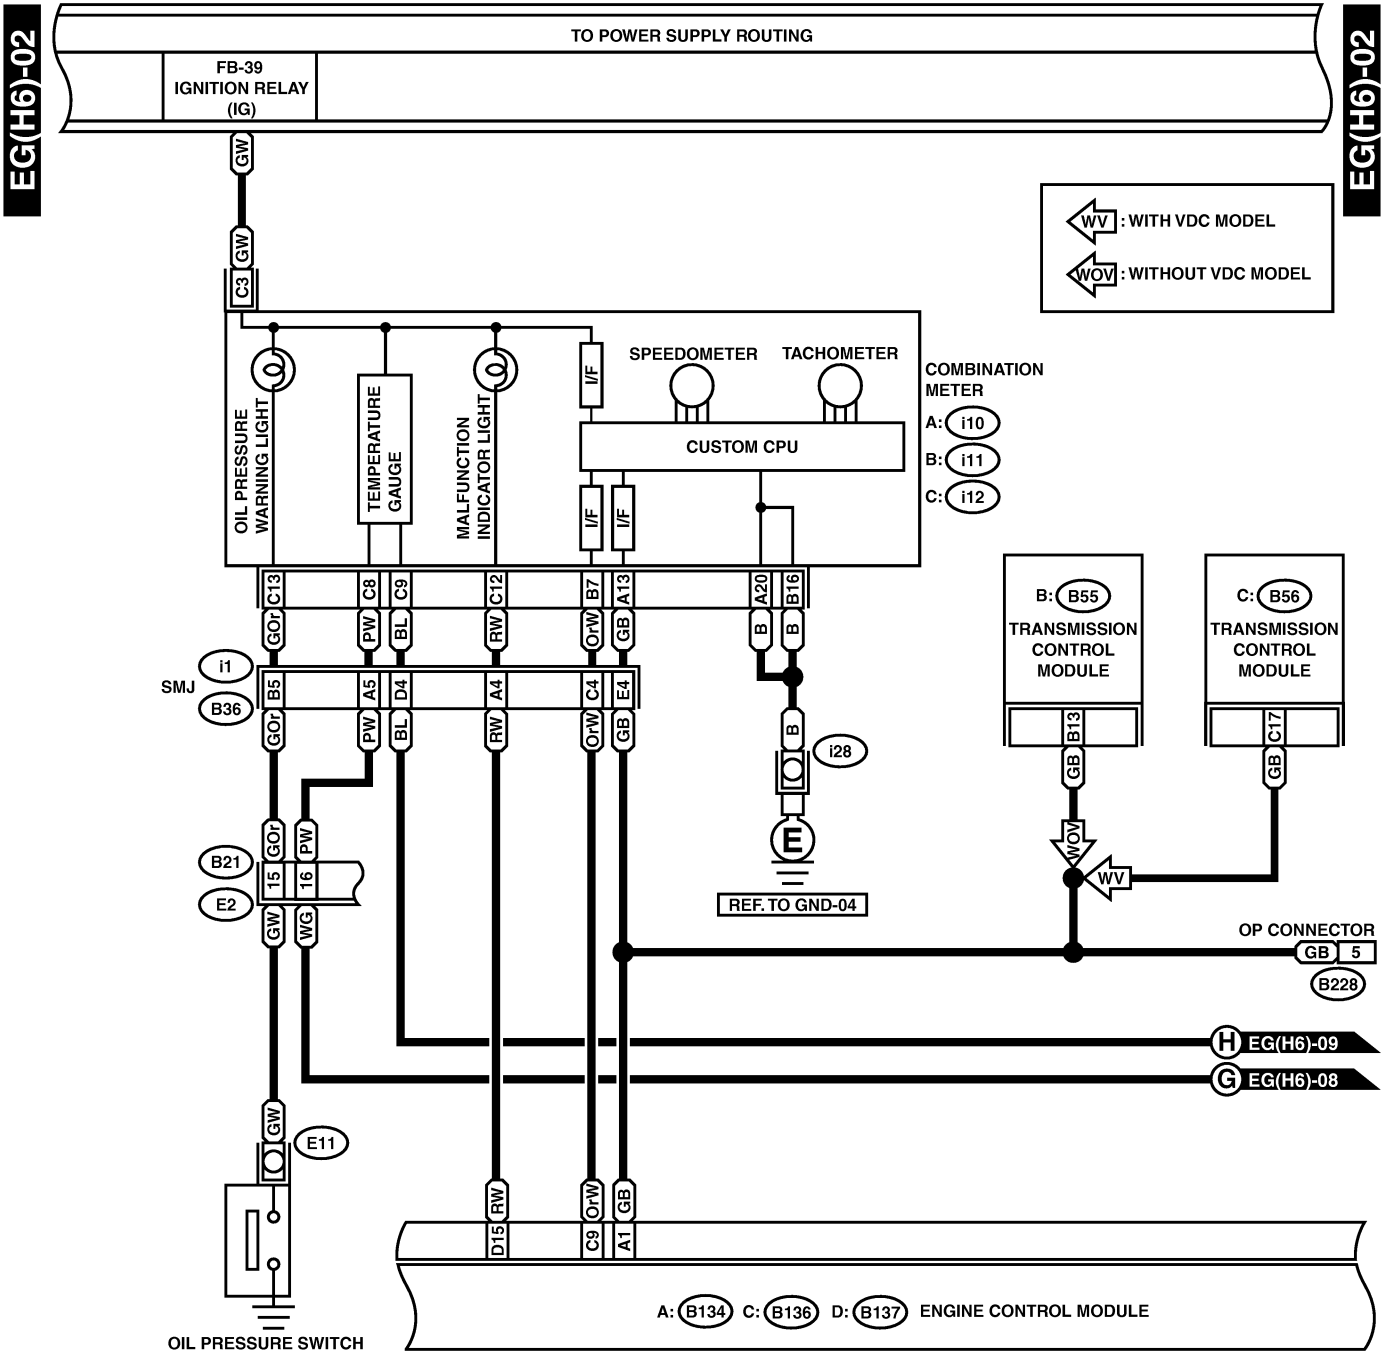 EG(H6)-02
EG(H6)-02
TO POWER SUPPLY ROUTING
FB-39
IGNITION RELAY
(IG)
GW
GW
C3
WV : WITH VDC MODEL
WOV : WITHOUT VDC MODEL
OIL PRESSURE
WARNING LIGHT
TEMPERATURE
GAUGE
MALFUNCTION
INDICATOR LIGHT
I/F
SPEEDOMETER
TACHOMETER
CUSTOM CPU
I/F
I/F
COMBINATION
METER
A: i10
B: i11
C: i12
C13
C8
C9
C12
B7
A13
A20
B16
GOr
PW
BL
RW
OrW
GB
B
B
SMJ
i1
B36
B5
A5
D4
A4
C4
E4
GOr
PW
BL
RW
OrW
GB
B
i28
E
REF. TO GND-04
B: B55
TRANSMISSION
CONTROL
MODULE
B13
GB
WOV
C: B56
TRANSMISSION
CONTROL
MODULE
C17
GB
WV
GOr
PW
B21
E2
15
16
GW
WG
OP CONNECTOR
GB 5
B228
H EG(H6)-09
G EG(H6)-08
GW
E11
OIL PRESSURE SWITCH
RW
OrW
GB
D15
C9
A1
A: B134 C: B136 D: B137 ENGINE CONTROL MODULE